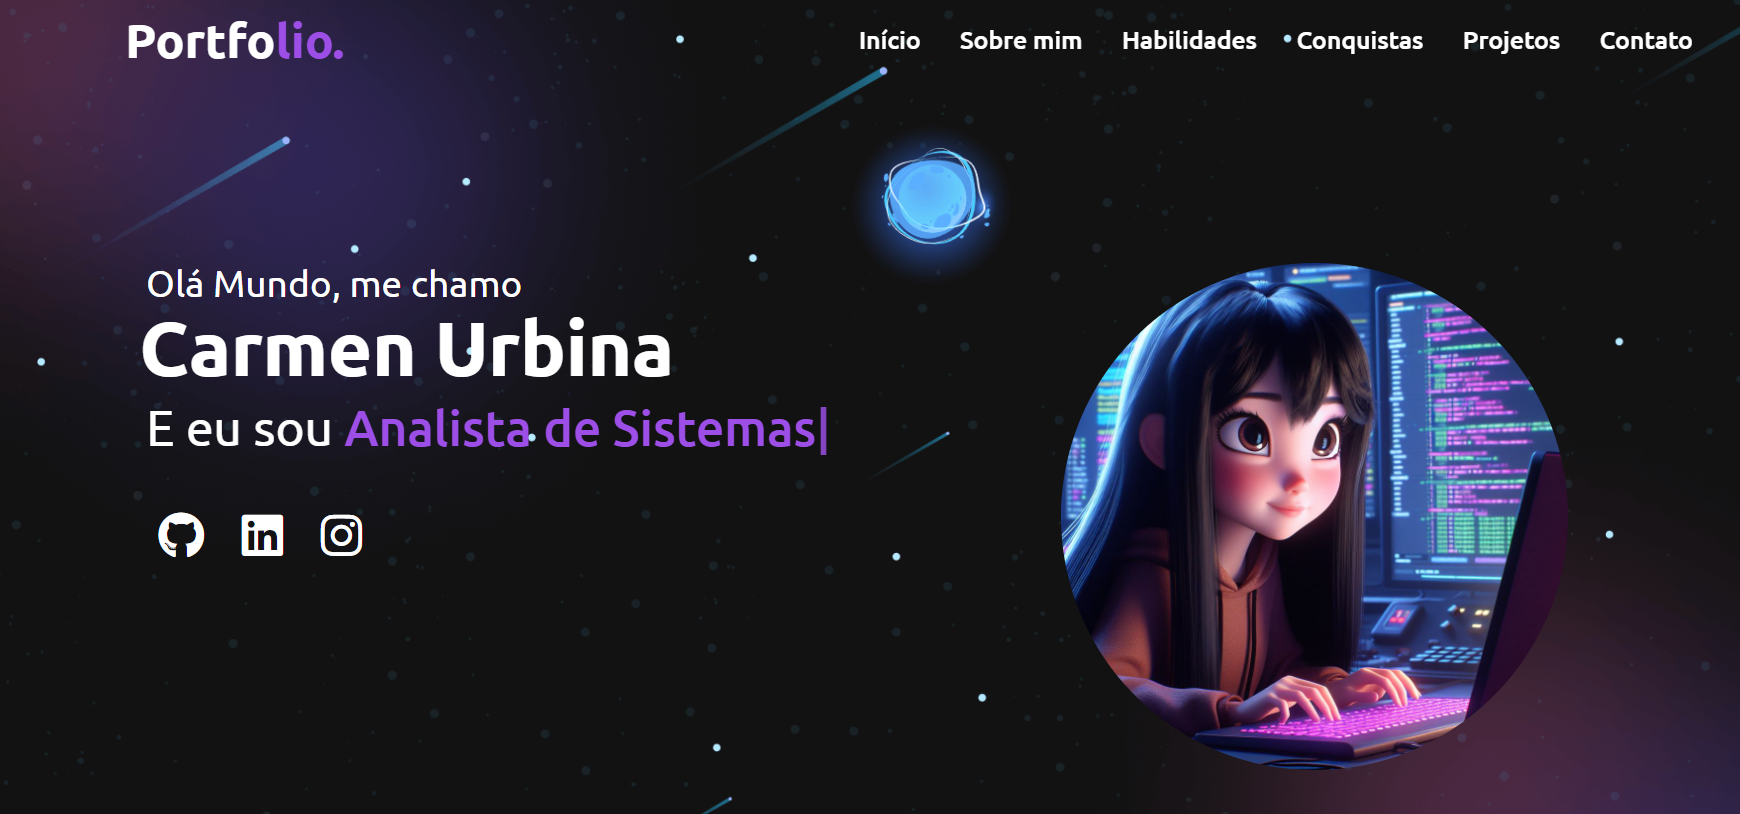 Portfolio.
Início Sobre mim Habilidades Conquistas Projetos Contato
Olá Mundo, me chamo
Carmen Urbina
E eu sou Analista de Sistemas|
in